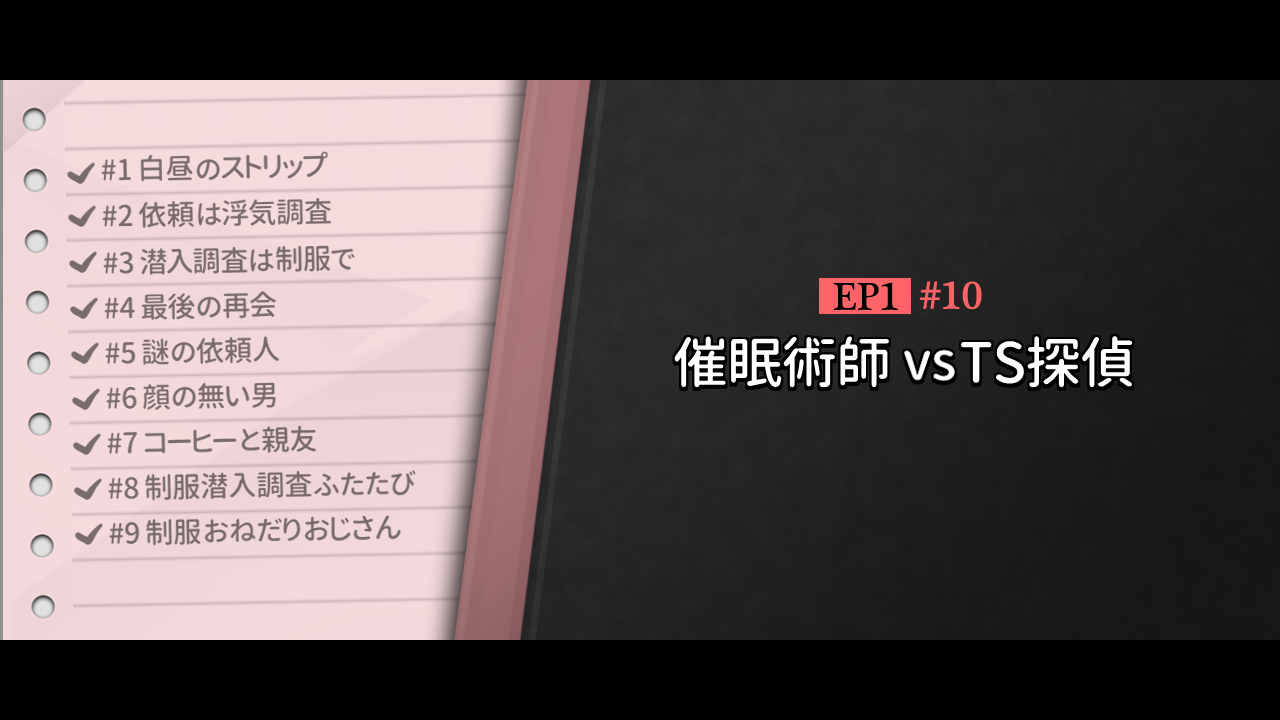 #1 白昼のストリップ
#2 依頼は浮気調査
#3 潜入調査は制服で
#4 最後の再会
#5 謎の依頼人
#6 顔の無い男
#7 コーヒーと親友
#8 制服潜入調査ふたたび
#9 制服おねだりおじさん
EP1 #10
催眠術師 vsTS探偵